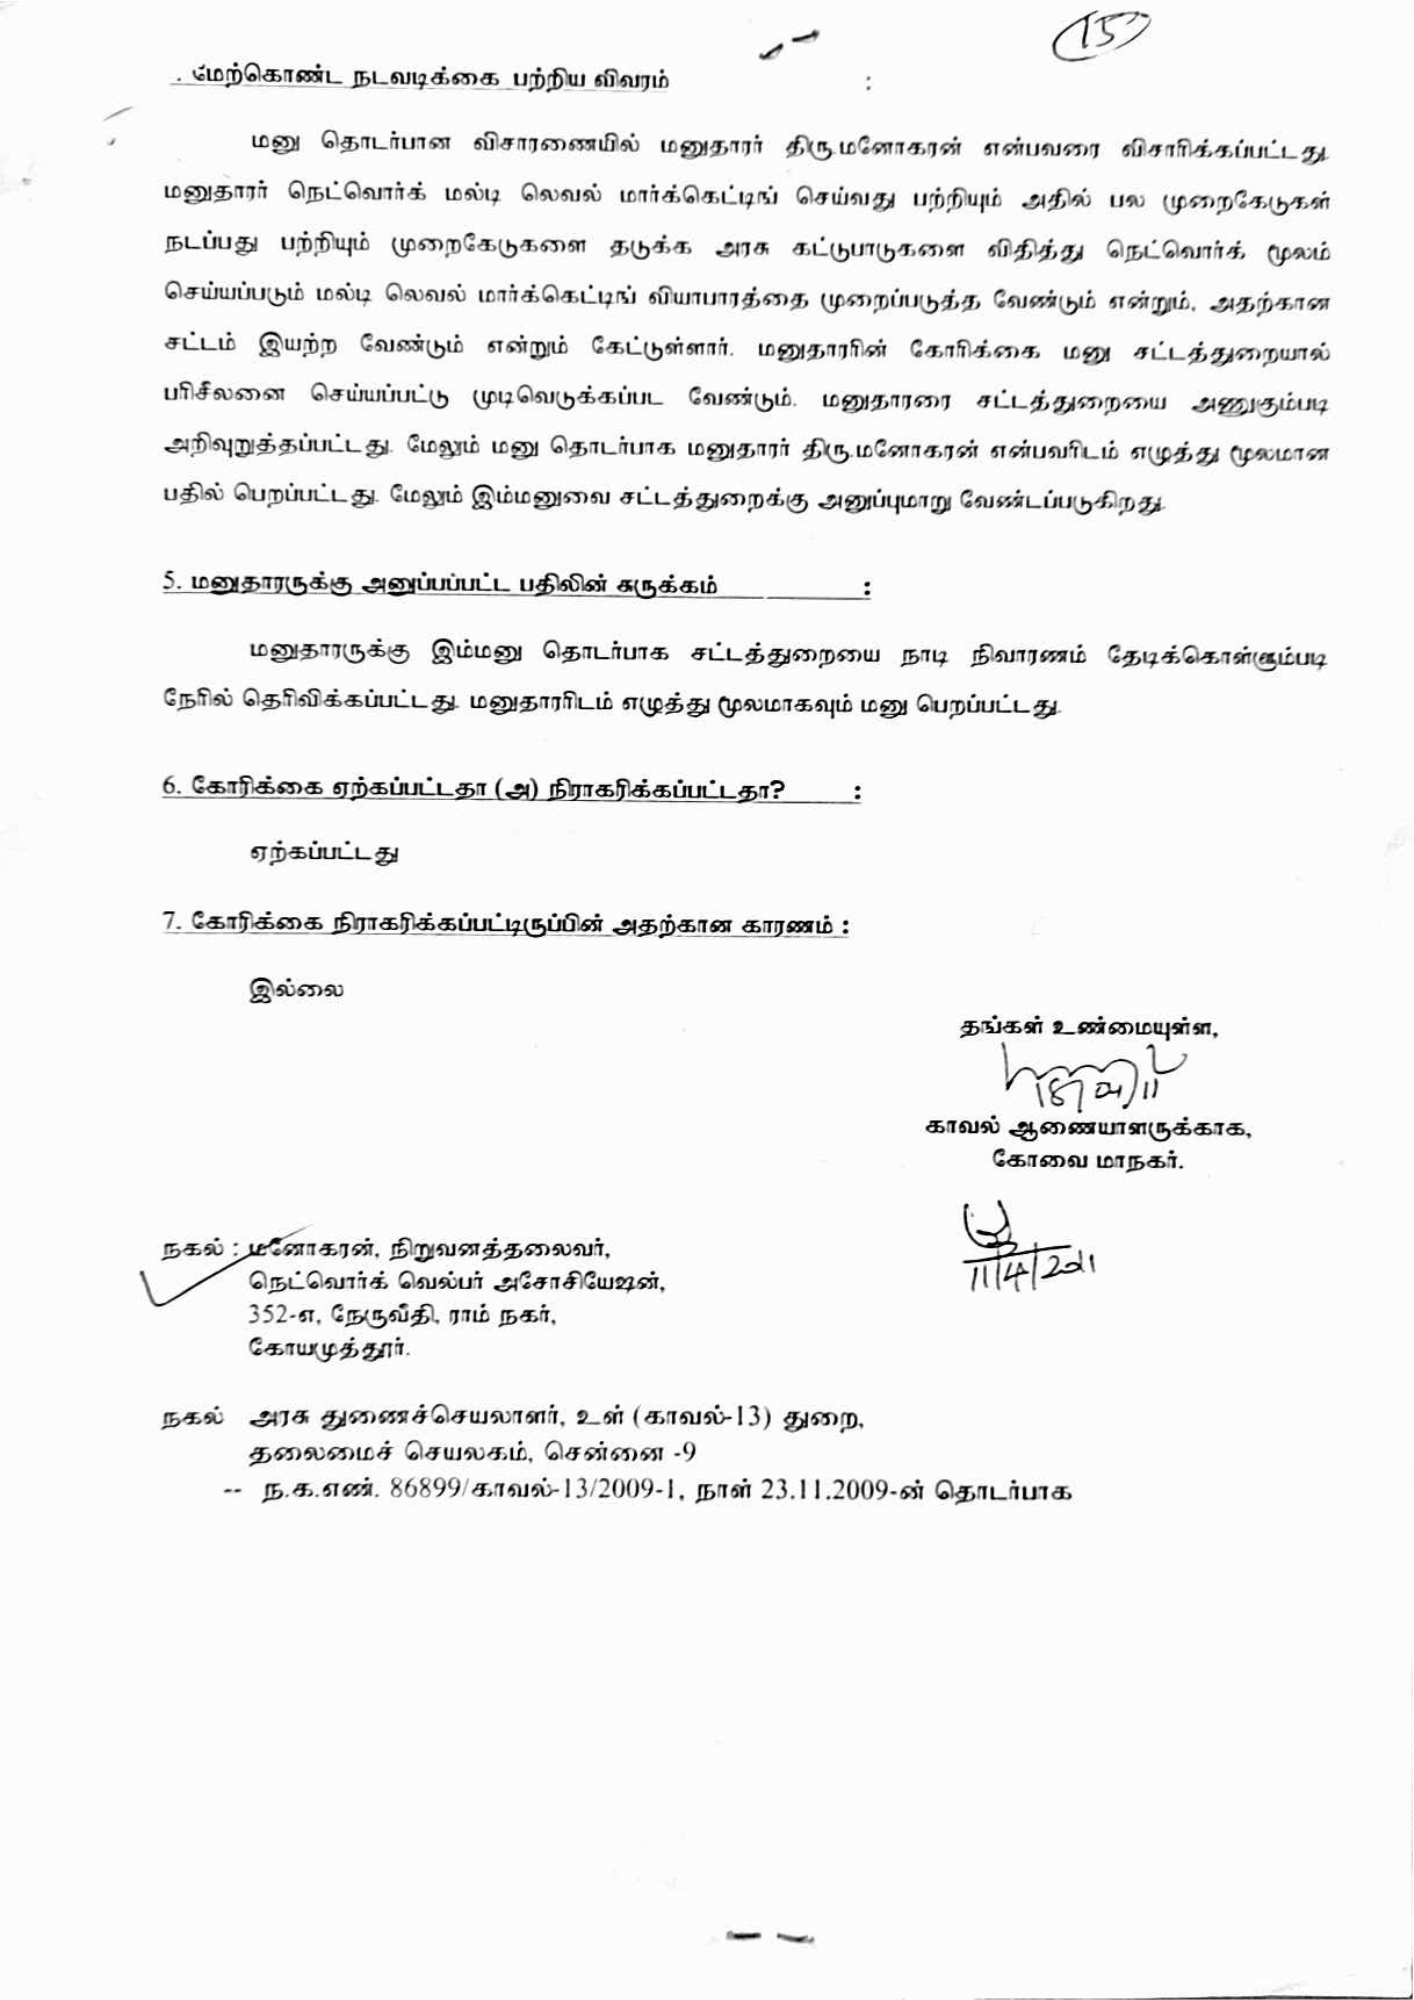 15
. மேற்கொண்ட நடவடிக்கை பற்றிய விவரம் :
மனு தொடர்பான விசாரணையில் மனுதாரர் திரு.மனோகரன் என்பவரை விசாரிக்கப்பட்டது.
மனுதாரர் நெட்வொர்க் மல்டி லெவல் மார்க்கெட்டிங் செய்வது பற்றியும் அதில் பல முறைகேடுகள்
நடப்பது பற்றியும் முறைகேடுகளை தடுக்க அரசு கட்டுபாடுகளை விதித்து நெட்வொர்க் மூலம்
செய்யப்படும் மல்டி லெவல் மார்க்கெட்டிங் வியாபாரத்தை முறைப்படுத்த வேண்டும் என்றும், அதற்கான
சட்டம் இயற்ற வேண்டும் என்றும் கேட்டுள்ளார். மனுதாரரின் கோரிக்கை மனு சட்டத்துறையால்
பரிசீலனை செய்யப்பட்டு முடிவெடுக்கப்பட வேண்டும். மனுதாரரை சட்டத்துறையை அணுகும்படி
அறிவுறுத்தப்பட்டது. மேலும் மனு தொடர்பாக மனுதாரர் திரு.மனோகரன் என்பவரிடம் எழுத்து மூலமான
பதில் பெறப்பட்டது. மேலும் இம்மனுவை சட்டத்துறைக்கு அனுப்புமாறு வேண்டப்படுகிறது.
5. மனுதாரருக்கு அனுப்பப்பட்ட பதிலின் சுருக்கம் :
மனுதாரருக்கு இம்மனு தொடர்பாக சட்டத்துறையை நாடி நிவாரணம் தேடிக்கொள்ளும்படி
நேரில் தெரிவிக்கப்பட்டது. மனுதாரரிடம் எழுத்து மூலமாகவும் மனு பெறப்பட்டது.
6. கோரிக்கை ஏற்கப்பட்டதா (அ) நிராகரிக்கப்பட்டதா? :
ஏற்கப்பட்டது
7. கோரிக்கை நிராகரிக்கப்பட்டிருப்பின் அதற்கான காரணம் :
இல்லை
தங்கள் உண்மையுள்ள,
காவல் ஆணையாளருக்காக,
கோவை மாநகர்.
11/4/2011
நகல் : மனோகரன், நிறுவனத்தலைவர்,
நெட்வொர்க் வெல்பர் அசோசியேஷன்,
352-எ, நேருவீதி, ராம் நகர்,
கோயமுத்தூர்.
நகல் அரசு துணைச்செயலாளர், உள் (காவல்-13) துறை,
தலைமைச் செயலகம், சென்னை -9
-- ந.க.எண். 86899/காவல்-13/2009-1, நாள் 23.11.2009-ன் தொடர்பாக